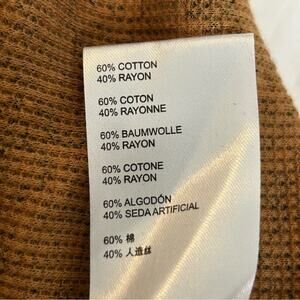 60% COTTON
40% RAYON
60% COTON
40% RAYONNE
60% BAUMWOLLE
40% RAYON
60% COTONE
40% RAYON
60% ALGODÓN
40% SEDA ARTIFICIAL
60% 棉
40% 人造丝